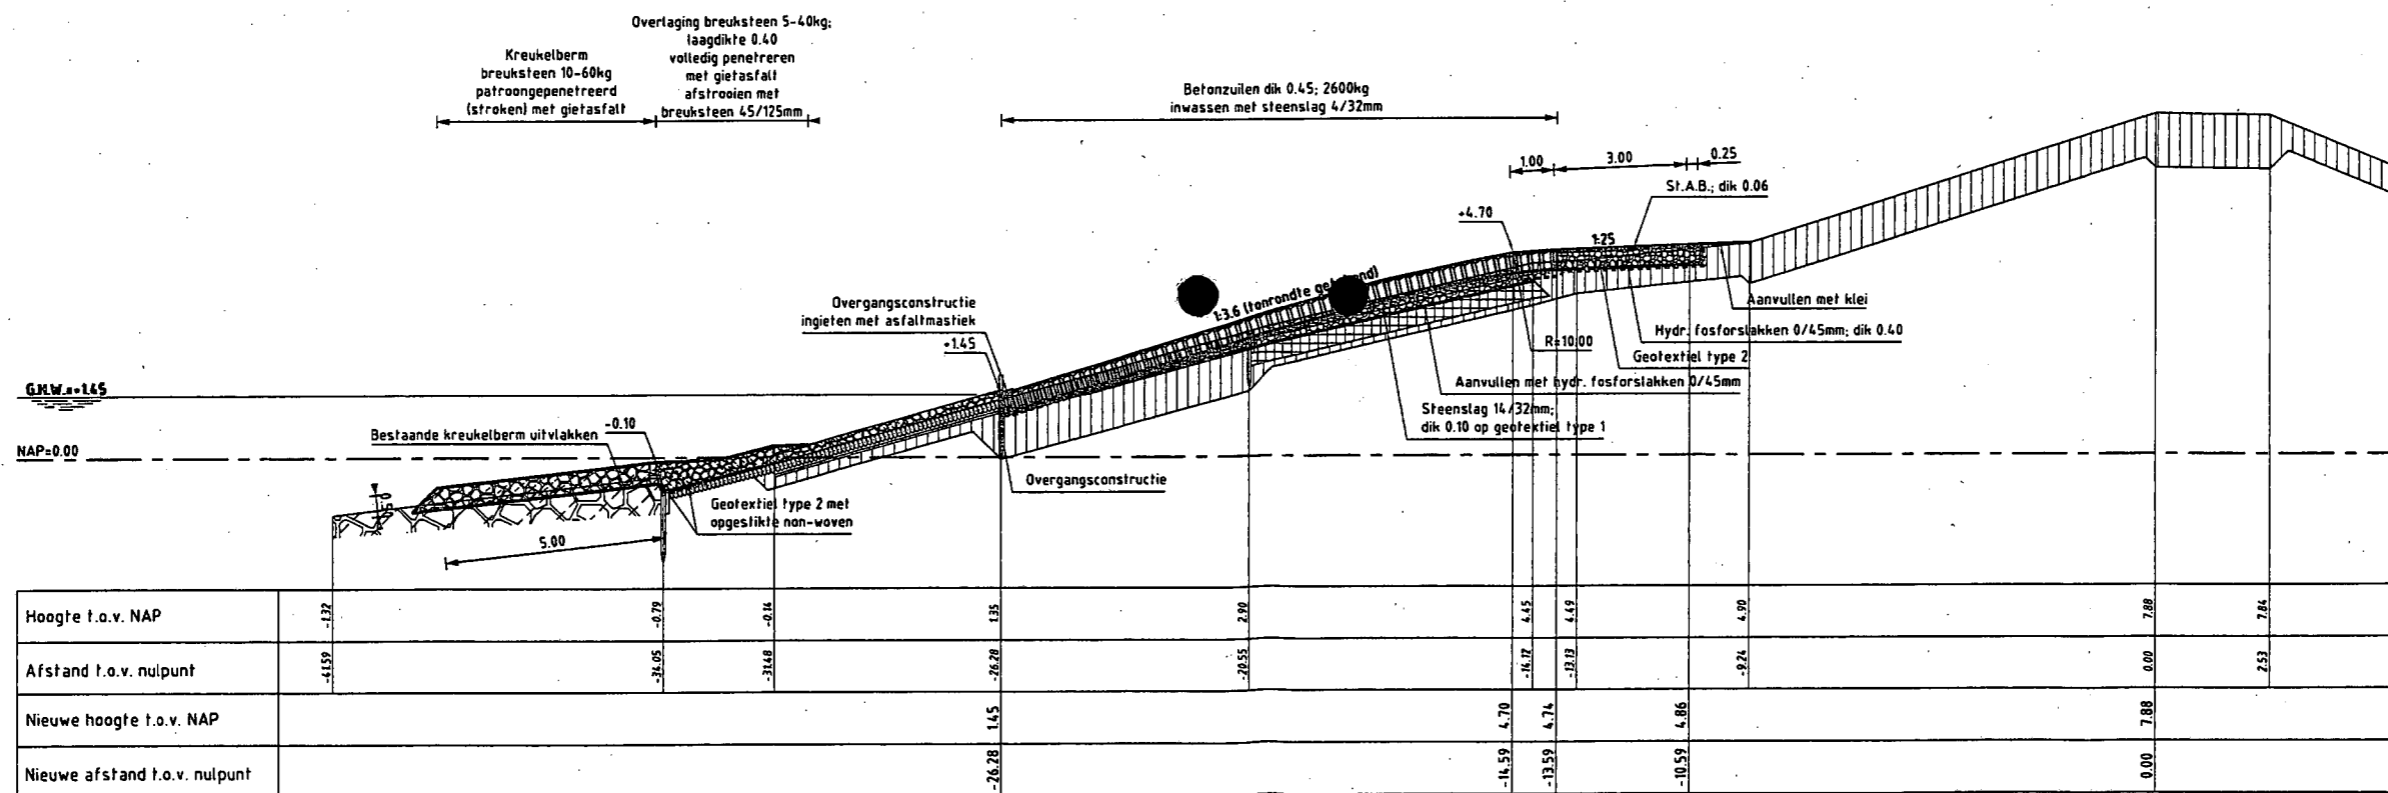 Overlaging breuksteen 5-40kg;
laagdikte 0.40
volledig penetreren
met gietasfalt
afstrooien met
breuksteen 45/125mm
Kreukelberm
breuksteen 10-60kg
patroongepenetreerd
(stroken) met gietasfalt
Betonzuilen dik 0.45; 2600kg
inwassen met steenslag 4/32mm
1.00
3.00
0.25
St.A.B.; dik 0.06
+4.70
1:25
1:3.6 (tonrondte
Overgangsconstructie
ingieten met asfaltmastiek
+1.45
Aanvullen met klei
Hydr. fosforslakken 0/45mm; dik 0.40
R=10.00
Geotextiel type 2
Aanvullen met hydr. fosforslakken 0/45mm
Steenslag 14/32mm;
dik 0.10 op geotextiel type 1
G.H.W.=+1.45
-0.10
Bestaande kreukelberm uitvlakken
NAP=0.00
Overgangsconstructie
0.50
Geotextiel type 2 met
opgestikte non-woven
5.00
Hoogte t.o.v. NAP -1.32 -0.79 -0.14 1.35 2.90 4.45 4.49 4.90 7.88 7.84
Afstand t.o.v. nulpunt -41.59 -34.05 -31.48 -26.28 -20.55 -14.12 -13.13 -9.24 0.00 2.53
Nieuwe hoogte t.o.v. NAP 1.45 4.70 4.74 4.86 7.88
Nieuwe afstand t.o.v. nulpunt -26.28 -14.59 -13.59 -10.59 0.00